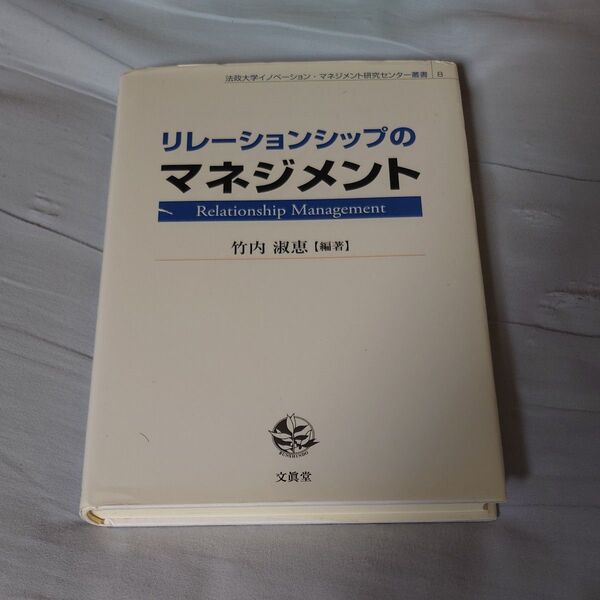 法政大学イノベーション・マネジメント研究センター叢書 8
リレーションシップの
マネジメント
Relationship Management
竹内 淑恵【編著】
BUNSHINDO
文眞堂